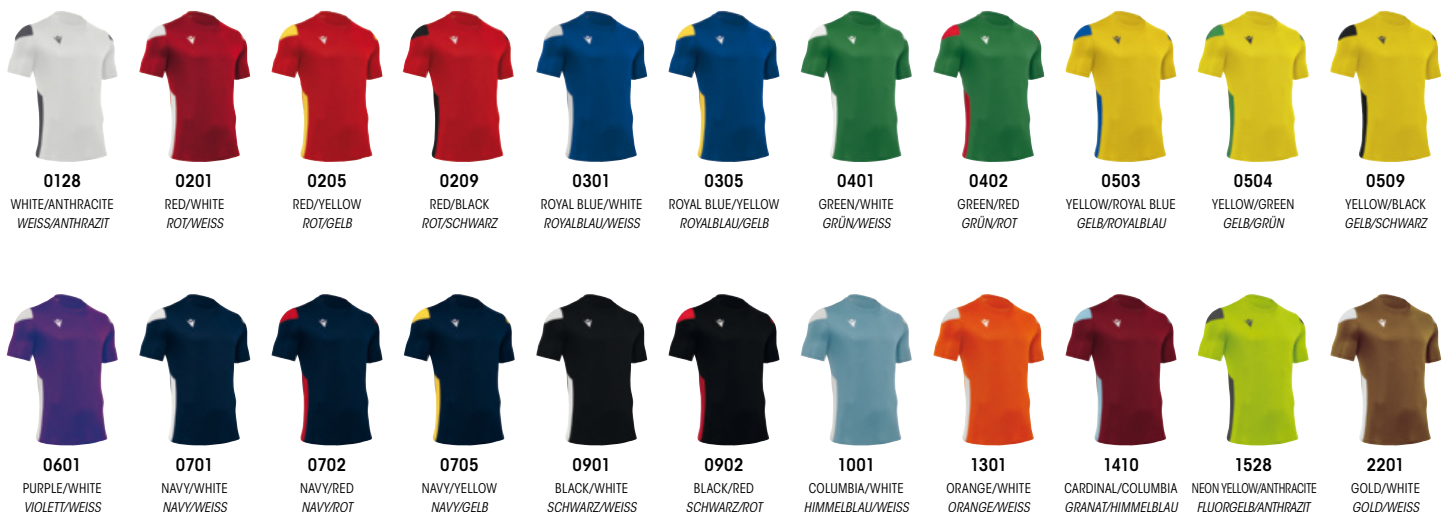 0128 0201 0205 0209 0301 0305 0401 0402 0503 0504 0509
WHITE/ANTHRACITE RED/WHITE RED/YELLOW RED/BLACK ROYAL BLUE/WHITE ROYAL BLUE/YELLOW GREEN/WHITE GREEN/RED YELLOW/ROYAL BLUE YELLOW/GREEN YELLOW/BLACK
WEISS/ANTHRAZIT ROT/WEISS ROT/GELB ROT/SCHWARZ ROYALBLAU/WEISS ROYALBLAU/GELB GRÜN/WEISS GRÜN/ROT GELB/ROYALBLAU GELB/GRÜN GELB/SCHWARZ
0601 0701 0702 0705 0901 0902 1001 1301 1410 1528 2201
PURPLE/WHITE NAVY/WHITE NAVY/RED NAVY/YELLOW BLACK/WHITE BLACK/RED COLUMBIA/WHITE ORANGE/WHITE CARDINAL/COLUMBIA NEON YELLOW/ANTHRACITE GOLD/WHITE
VIOLETT/WEISS NAVY/WEISS NAVY/ROT NAVY/GELB SCHWARZ/WEISS SCHWARZ/ROT HIMMELBLAU/WEISS ORANGE/WEISS GRANAT/HIMMELBLAU FLUORGELB/ANTHRAZIT GOLD/WEISS